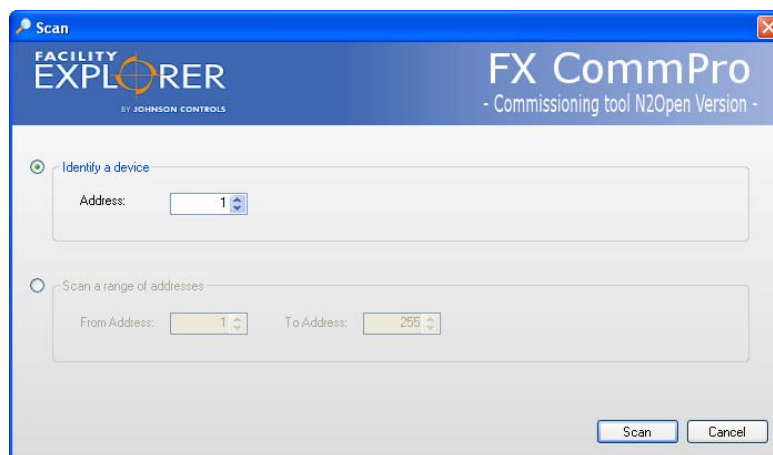 Scan
FACILITY
EXPLORER
BY JOHNSON CONTROLS
FX CommPro
- Commissioning tool N2Open Version -
Identify a device
Address: 1
Scan a range of addresses
From Address: 1 To Address: 255
Scan Cancel